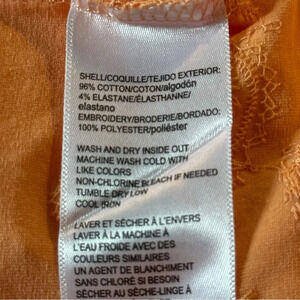 SHELL/COQUILLE/TEJIDO EXTERIOR:
96% COTTON/COTON/algodón
4% ELASTANE/ÉLASTHANNE/
elastano
EMBROIDERY/BRODERIE/BORDADO:
100% POLYESTER/poliéster
WASH AND DRY INSIDE OUT
MACHINE WASH COLD WITH
LIKE COLORS
NON-CHLORINE BLEACH IF NEEDED
TUMBLE DRY LOW
COOL IRON
LAVER ET SÉCHER À L'ENVERS
LAVER À LA MACHINE À
L'EAU FROIDE AVEC DES
COULEURS SIMILAIRES
UN AGENT DE BLANCHIMENT
SANS CHLORE SI BESOIN
SÉCHER AU SÈCHE-LINGE À